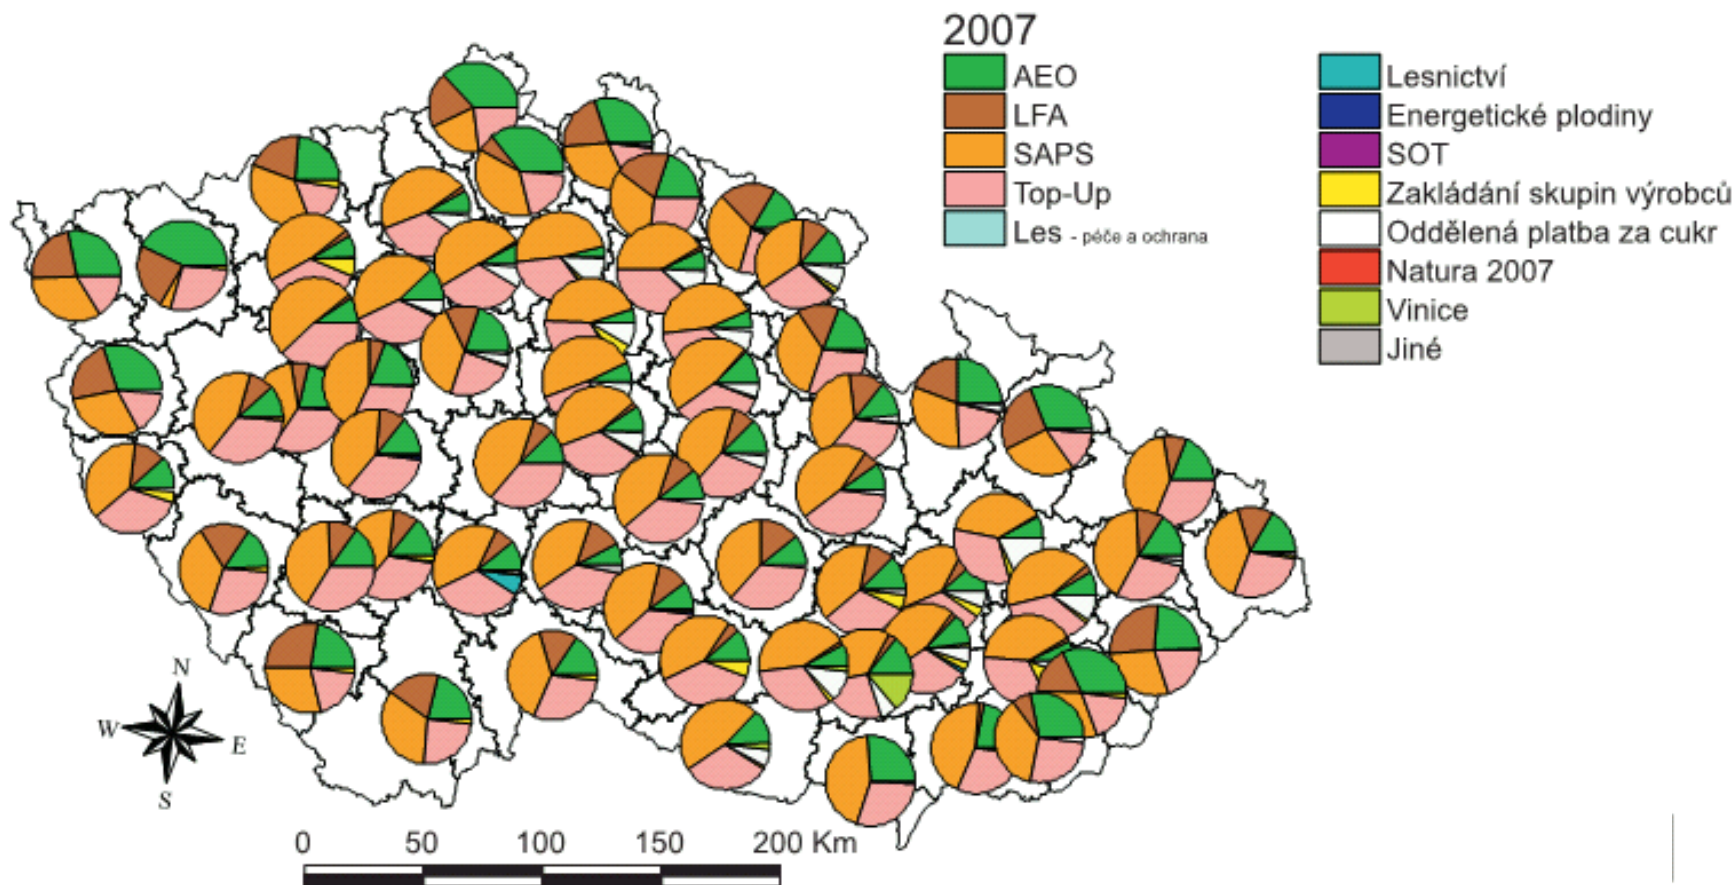 2007
AEO
LFA
SAPS
Top-Up
Les - péče a ochrana
Lesnictví
Energetické plodiny
SOT
Zakládání skupin výrobců
Oddělená platba za cukr
Natura 2007
Vinice
Jiné
N
W
E
S
0 50 100 150 200 Km